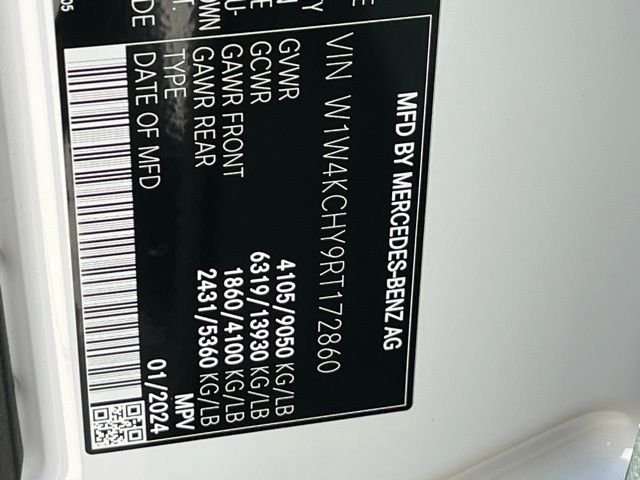 MFD BY MERCEDES-BENZ AG
VIN W1W4KCHY9RT172860
GVWR 4105/9050 KG/LB
GCWR 6319/13930 KG/LB
GAWR FRONT 1860/4100 KG/LB
GAWR REAR 2431/5360 KG/LB
TYPE MPV
DATE OF MFD 01/2024